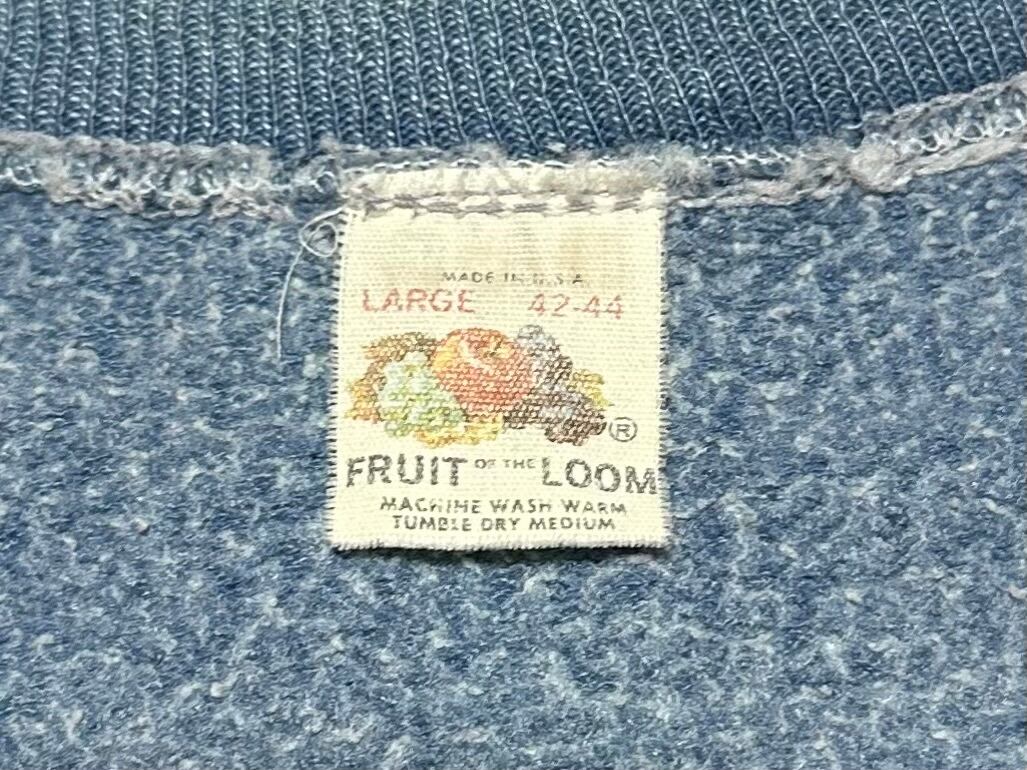 MADE IN U.S.A.
LARGE 42-44
®
FRUIT OF THE LOOM
MACHINE WASH WARM
TUMBLE DRY MEDIUM